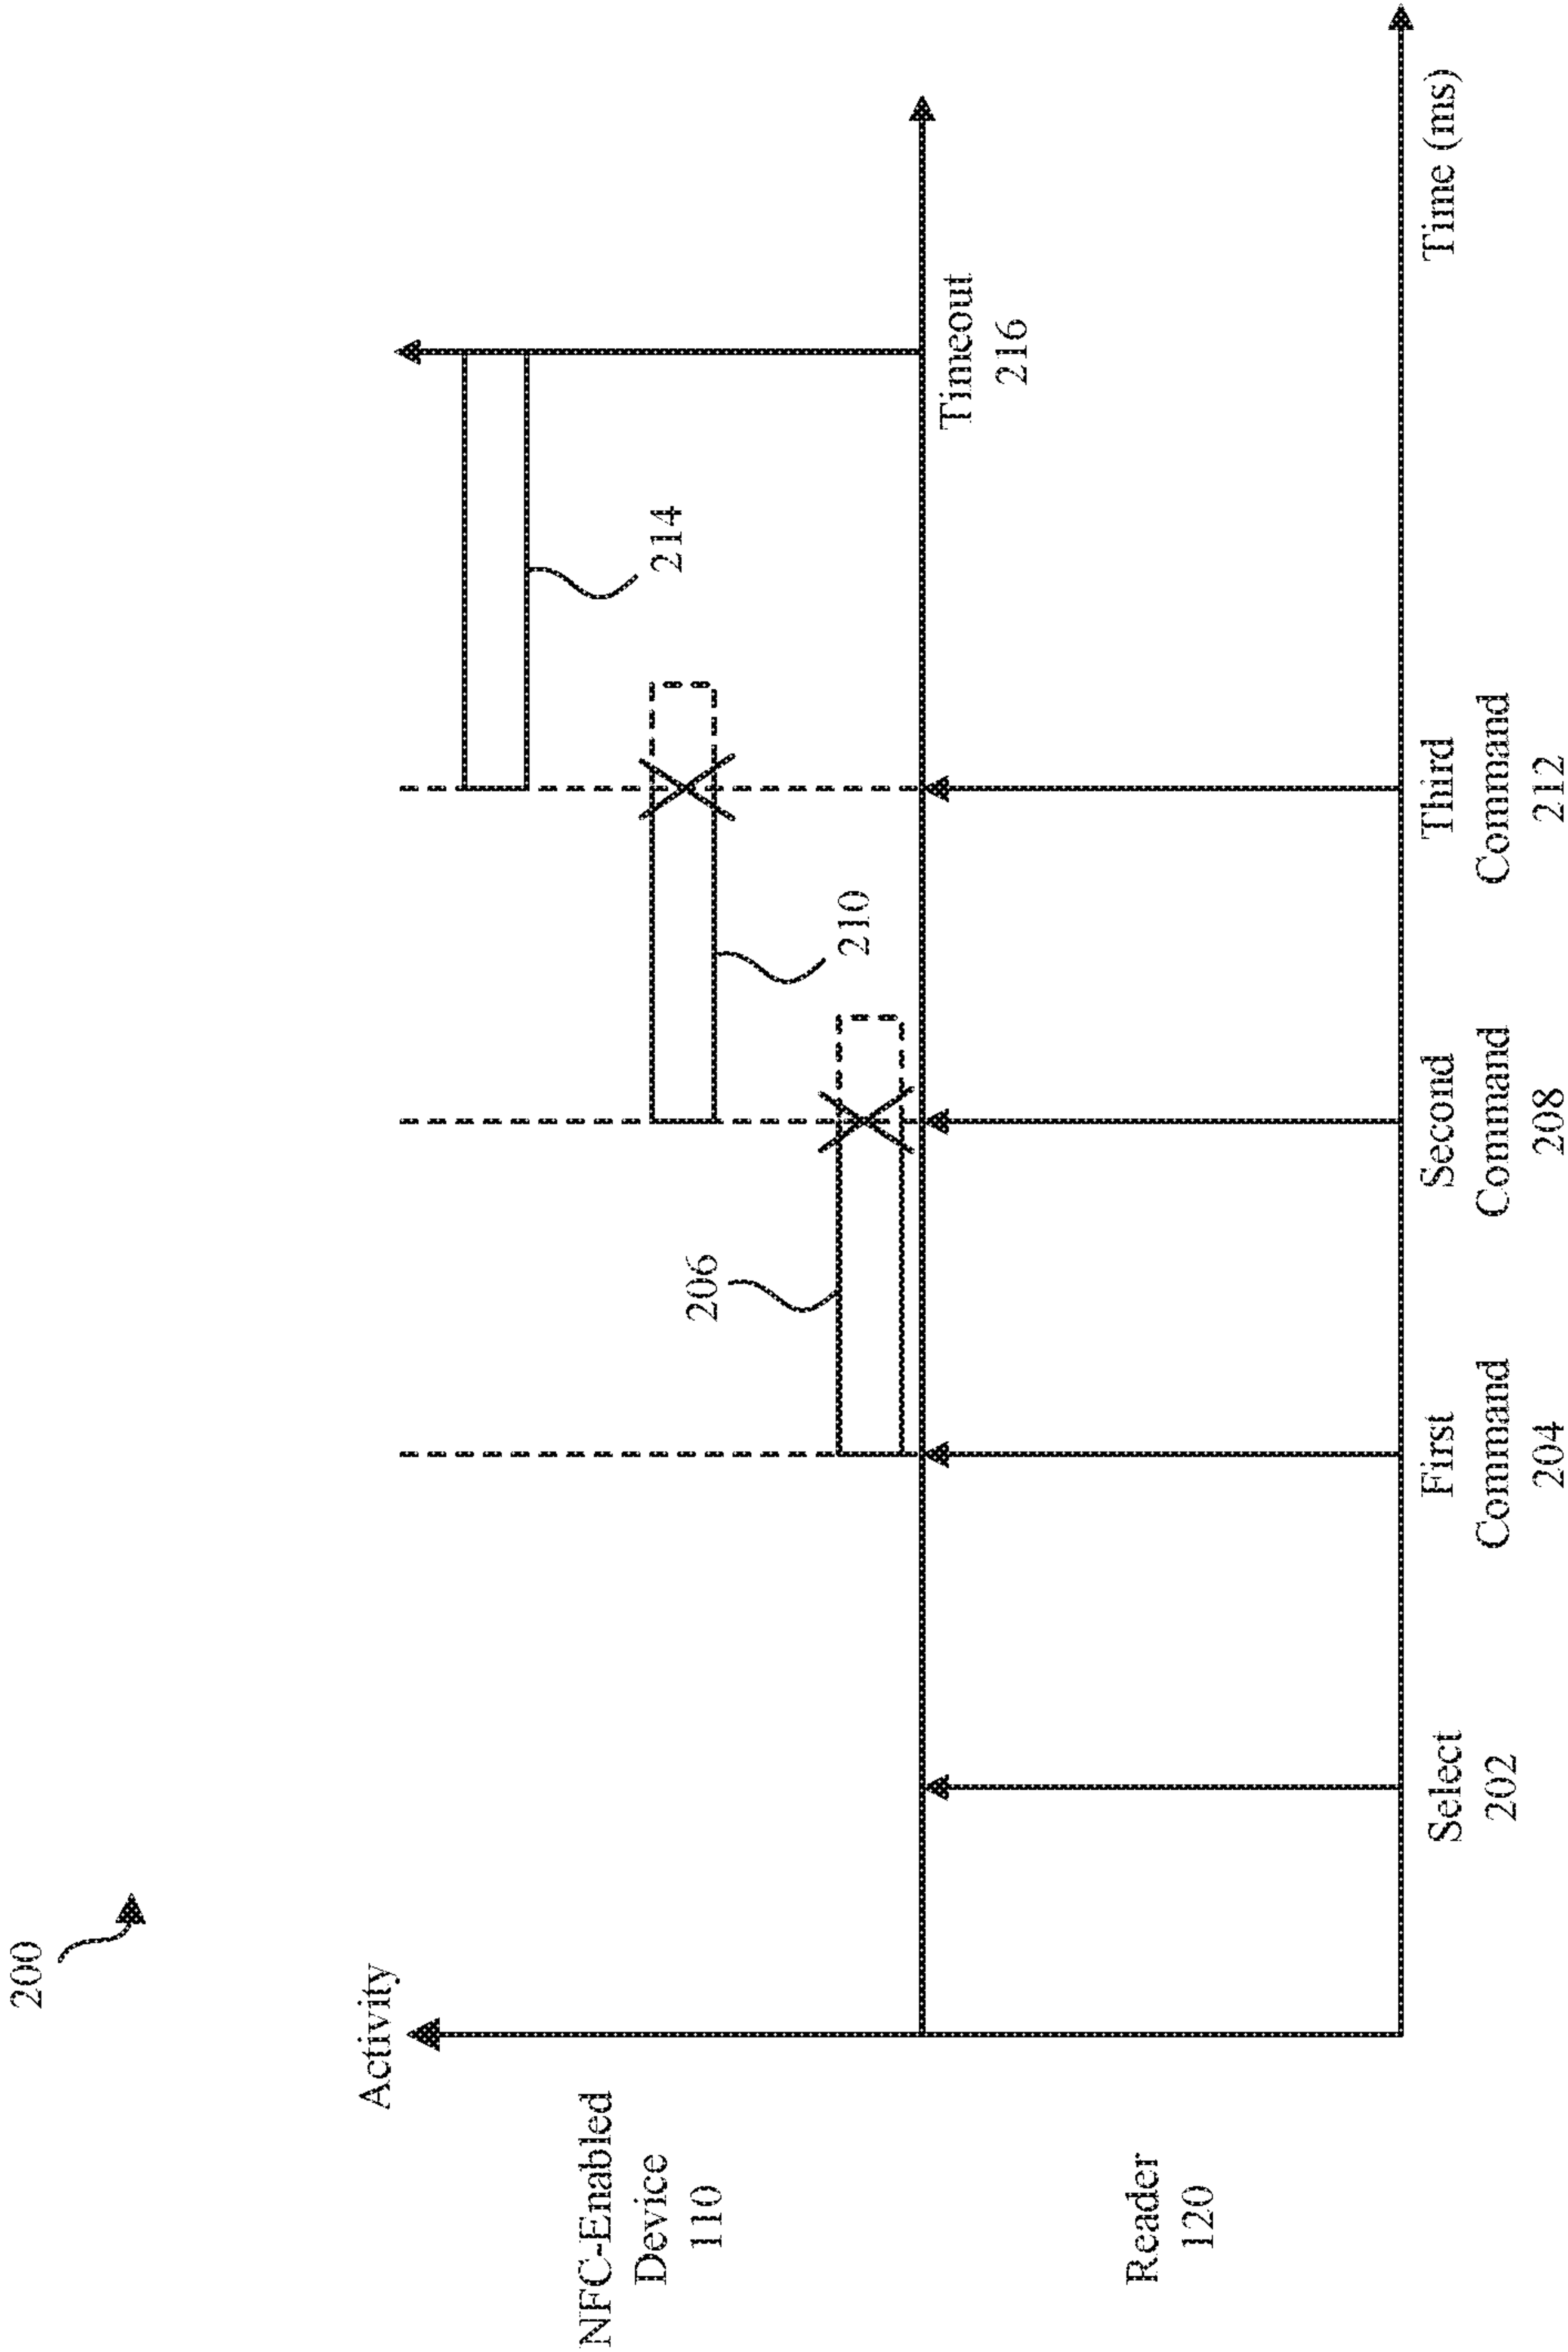 200
Activity
NFC-Enabled
Device
110
Reader
120
206
210
214
Timeout
216
Select
202
First
Command
204
Second
Command
208
Third
Command
212
Time (ms)